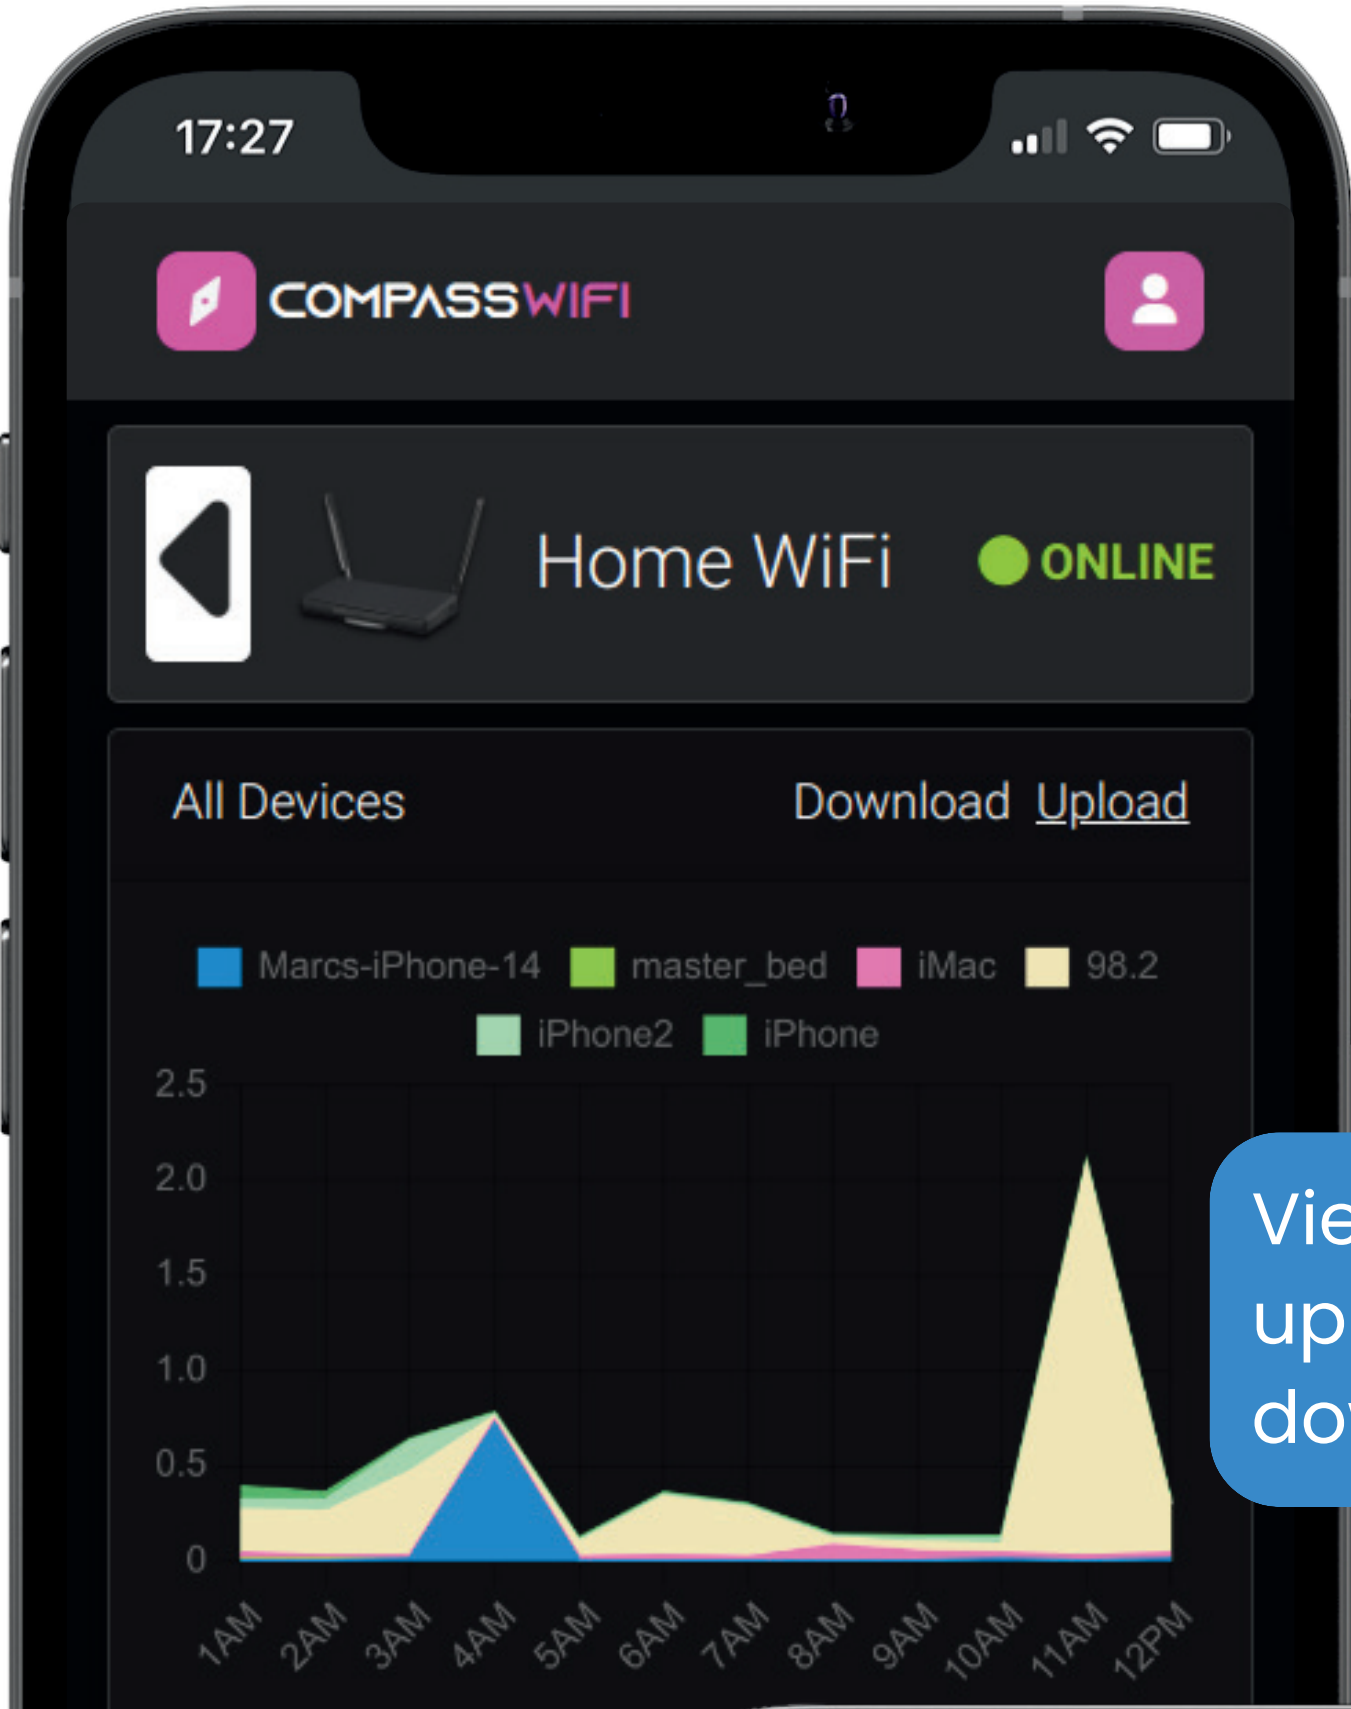 17:27
COMPASSWIFI
Home WiFi ONLINE
All Devices Download Upload
Marcs-iPhone-14 master_bed iMac 98.2
iPhone2 iPhone
2.5
2.0
1.5
1.0
0.5
0
1AM 2AM 3AM 4AM 5AM 6AM 7AM 8AM 9AM 10AM 11AM 12PM